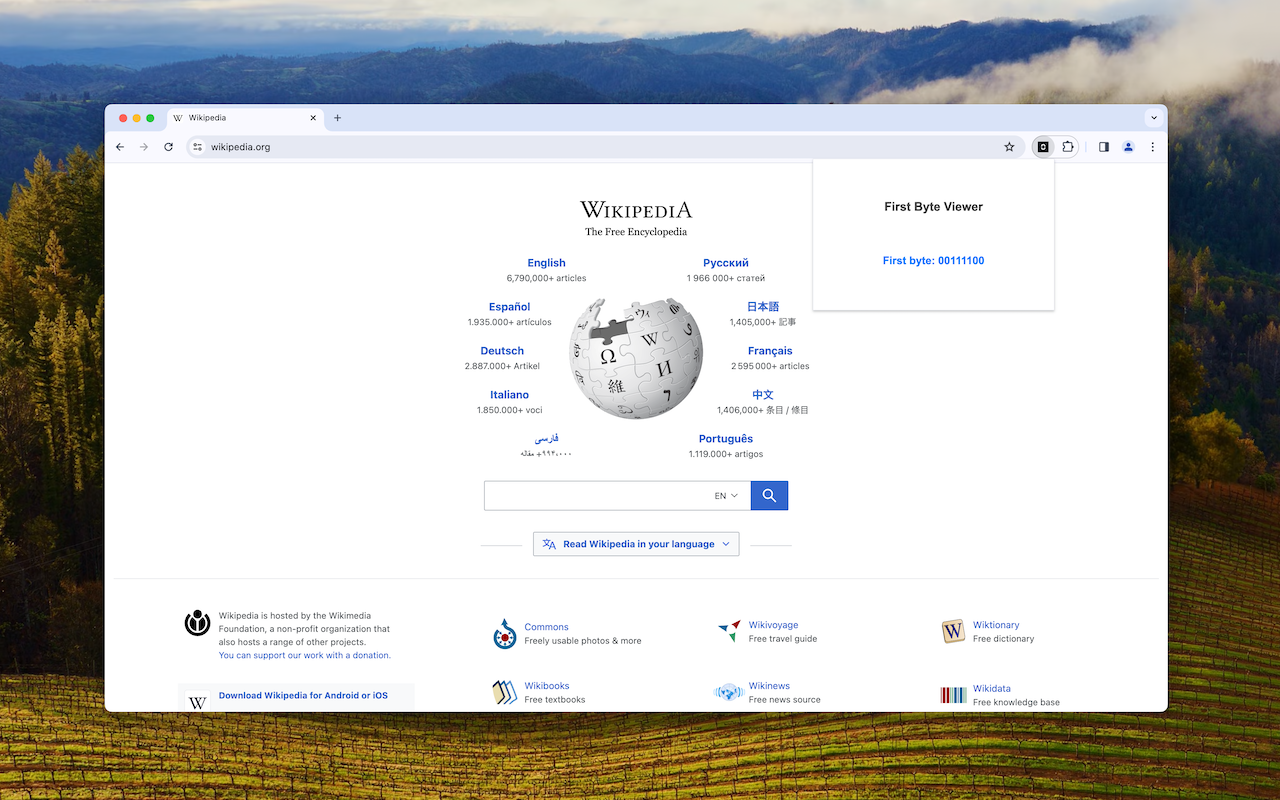 Wikipedia
wikipedia.org
First Byte Viewer
First byte: 00111100
WIKIPEDIA
The Free Encyclopedia
English
6,790,000+ articles
Русский
1 966 000+ статей
Español
1.935.000+ artículos
日本語
1,405,000+ 記事
Deutsch
2.887.000+ Artikel
Français
2 595 000+ articles
Italiano
1.850.000+ voci
中文
1,406,000+ 条目 / 條目
فارسی
۹۹۲٬۰۰۰+ مقاله
Português
1.119.000+ artigos
Ω W И 維
EN
Read Wikipedia in your language
Wikipedia is hosted by the Wikimedia
Foundation, a non-profit organization that
also hosts a range of other projects.
You can support our work with a donation.
Download Wikipedia for Android or iOS
Commons
Freely usable photos & more
Wikivoyage
Free travel guide
Wiktionary
Free dictionary
Wikibooks
Free textbooks
Wikinews
Free news source
Wikidata
Free knowledge base